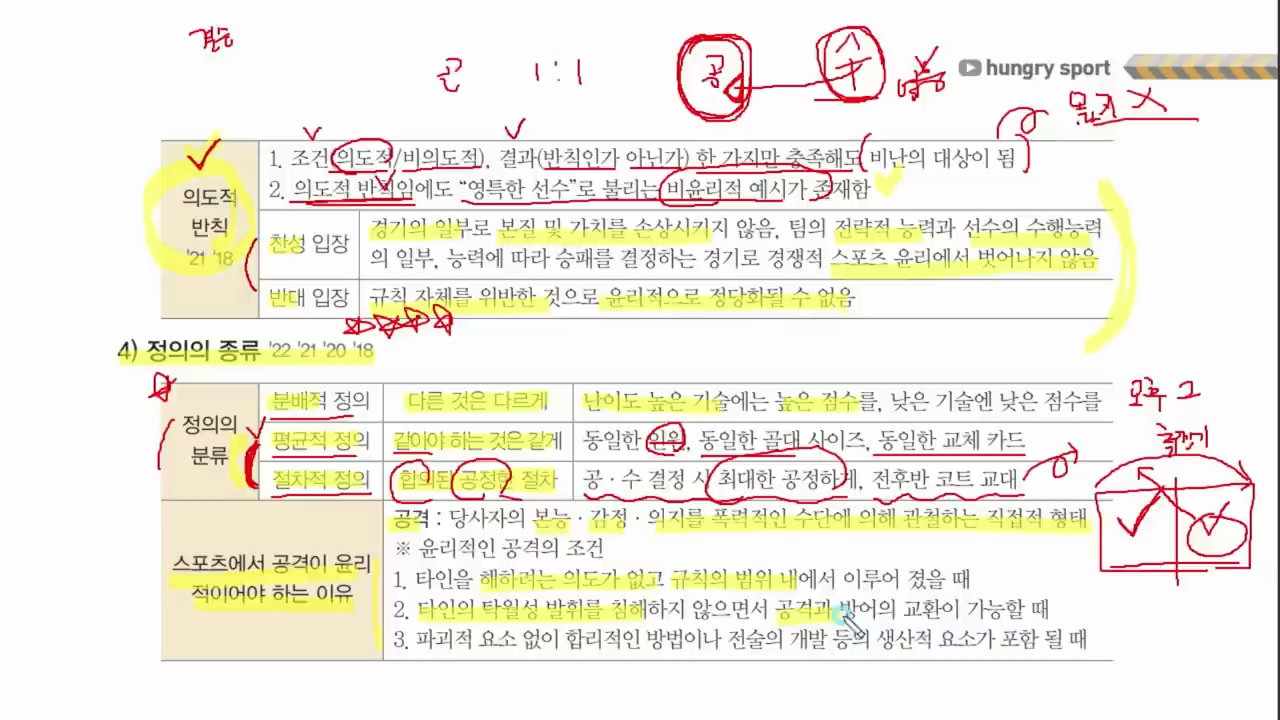 결승
골 1 : 1
공
수
hungry sport
몰지 X
의도적
반칙
'21 '18
1. 조건(의도적/비의도적), 결과(반칙인가 아닌가) 한 가지만 충족해도 비난의 대상이 됨
2. 의도적 반칙임에도 “영특한 선수”로 불리는 비윤리적 예시가 존재함
찬성 입장
경기의 일부로 본질 및 가치를 손상시키지 않음, 팀의 전략적 능력과 선수의 수행능력
의 일부, 능력에 따라 승패를 결정하는 경기로 경쟁적 스포츠 윤리에서 벗어나지 않음
반대 입장
규칙 자체를 위반한 것으로 윤리적으로 정당화될 수 없음
4) 정의의 종류 '22 '21 '20 '18
정의의
분류
분배적 정의
다른 것은 다르게
난이도 높은 기술에는 높은 점수를, 낮은 기술엔 낮은 점수를
평균적 정의
같아야 하는 것은 같게
동일한 인원, 동일한 골대 사이즈, 동일한 교체 카드
절차적 정의
합의된 공정한 절차
공·수 결정 시 최대한 공정하게, 전후반 코트 교대
오후 2
스포츠에서 공격이 윤리
적이어야 하는 이유
공격 : 당사자의 본능·감정·의지를 폭력적인 수단에 의해 관철하는 직접적 형태
※ 윤리적인 공격의 조건
1. 타인을 해하려는 의도가 없고 규칙의 범위 내에서 이루어 졌을 때
2. 타인의 탁월성 발휘를 침해하지 않으면서 공격과 방어의 교환이 가능할 때
3. 파괴적 요소 없이 합리적인 방법이나 전술의 개발 등의 생산적 요소가 포함 될 때